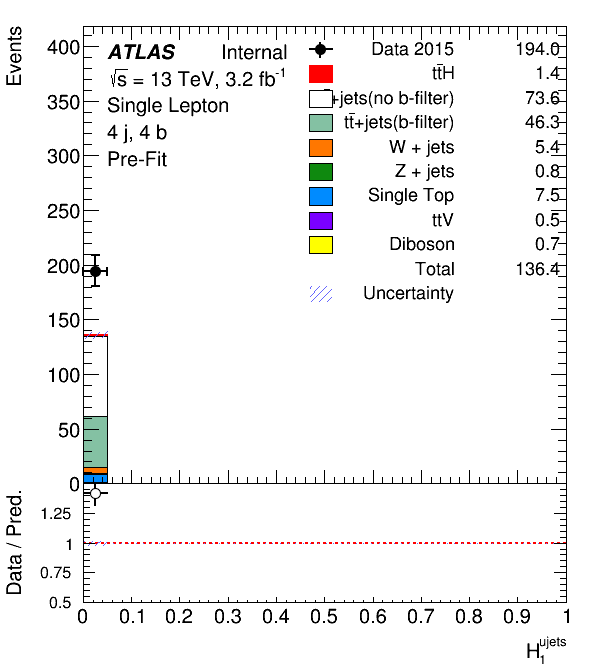 Events
400
350
300
250
200
150
100
50
0
ATLAS Internal
√s = 13 TeV, 3.2 fb⁻¹
Single Lepton
4 j, 4 b
Pre-Fit
Data 2015 194.0
tt̄H 1.4
+jets(no b-filter) 73.6
tt̄+jets(b-filter) 46.3
W + jets 5.4
Z + jets 0.8
Single Top 7.5
ttV 0.5
Diboson 0.7
Total 136.4
Uncertainty
Data / Pred.
1.25
1
0.75
0.5
0 0.1 0.2 0.3 0.4 0.5 0.6 0.7 0.8 0.9 1
H₁ᵘʲᵉᵗˢ